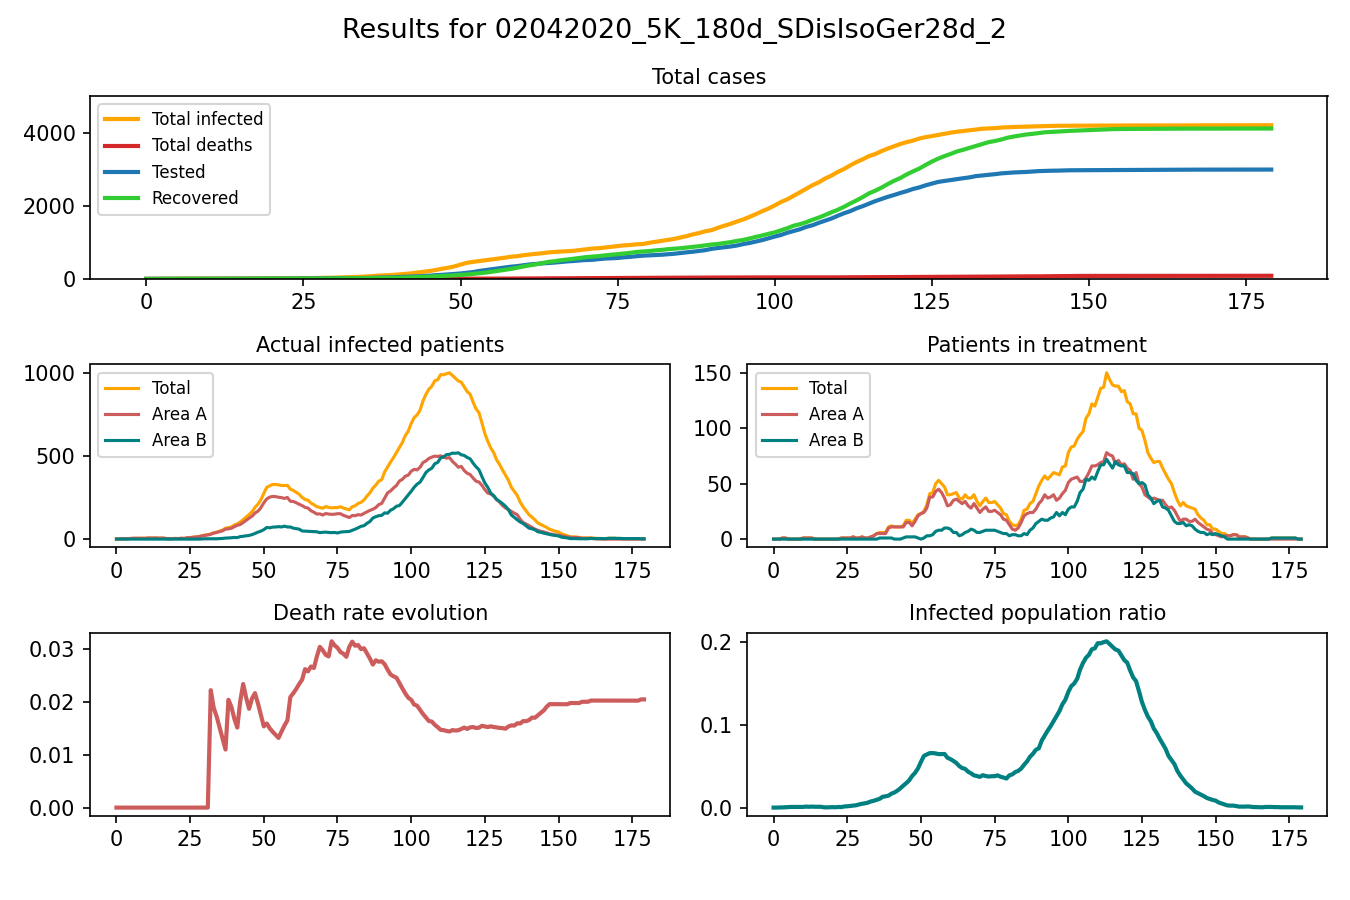 Results for 02042020_5K_180d_SDisIsoGer28d_2
Total cases
Total infected
Total deaths
Tested
Recovered
4000
2000
0
0 25 50 75 100 125 150 175
Actual infected patients
Total
Area A
Area B
1000
500
0
0 25 50 75 100 125 150 175
Patients in treatment
Total
Area A
Area B
150
100
50
0
0 25 50 75 100 125 150 175
Death rate evolution
0.03
0.02
0.01
0.00
0 25 50 75 100 125 150 175
Infected population ratio
0.2
0.1
0.0
0 25 50 75 100 125 150 175